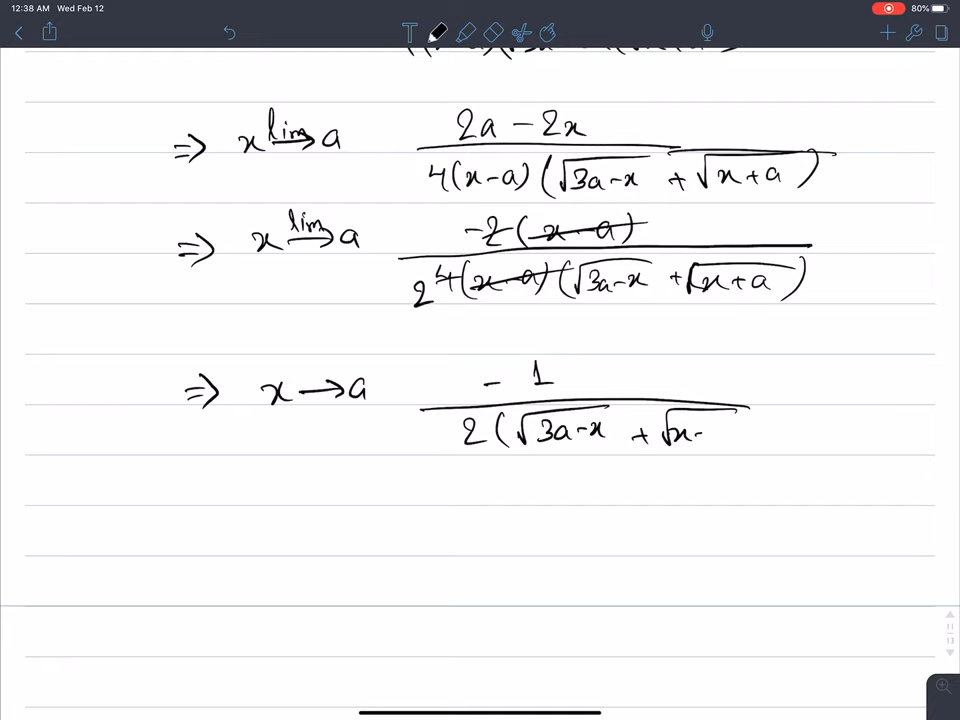 12:38 AM Wed Feb 12
80%
⇒ x lim→ a 2a - 2x / 4(x-a)(√3a-x + √x+a)
⇒ x lim→ a -2(x-a) / 2 4(x-a)(√3a-x + √x+a)
⇒ x → a -1 / 2(√3a-x + √x-